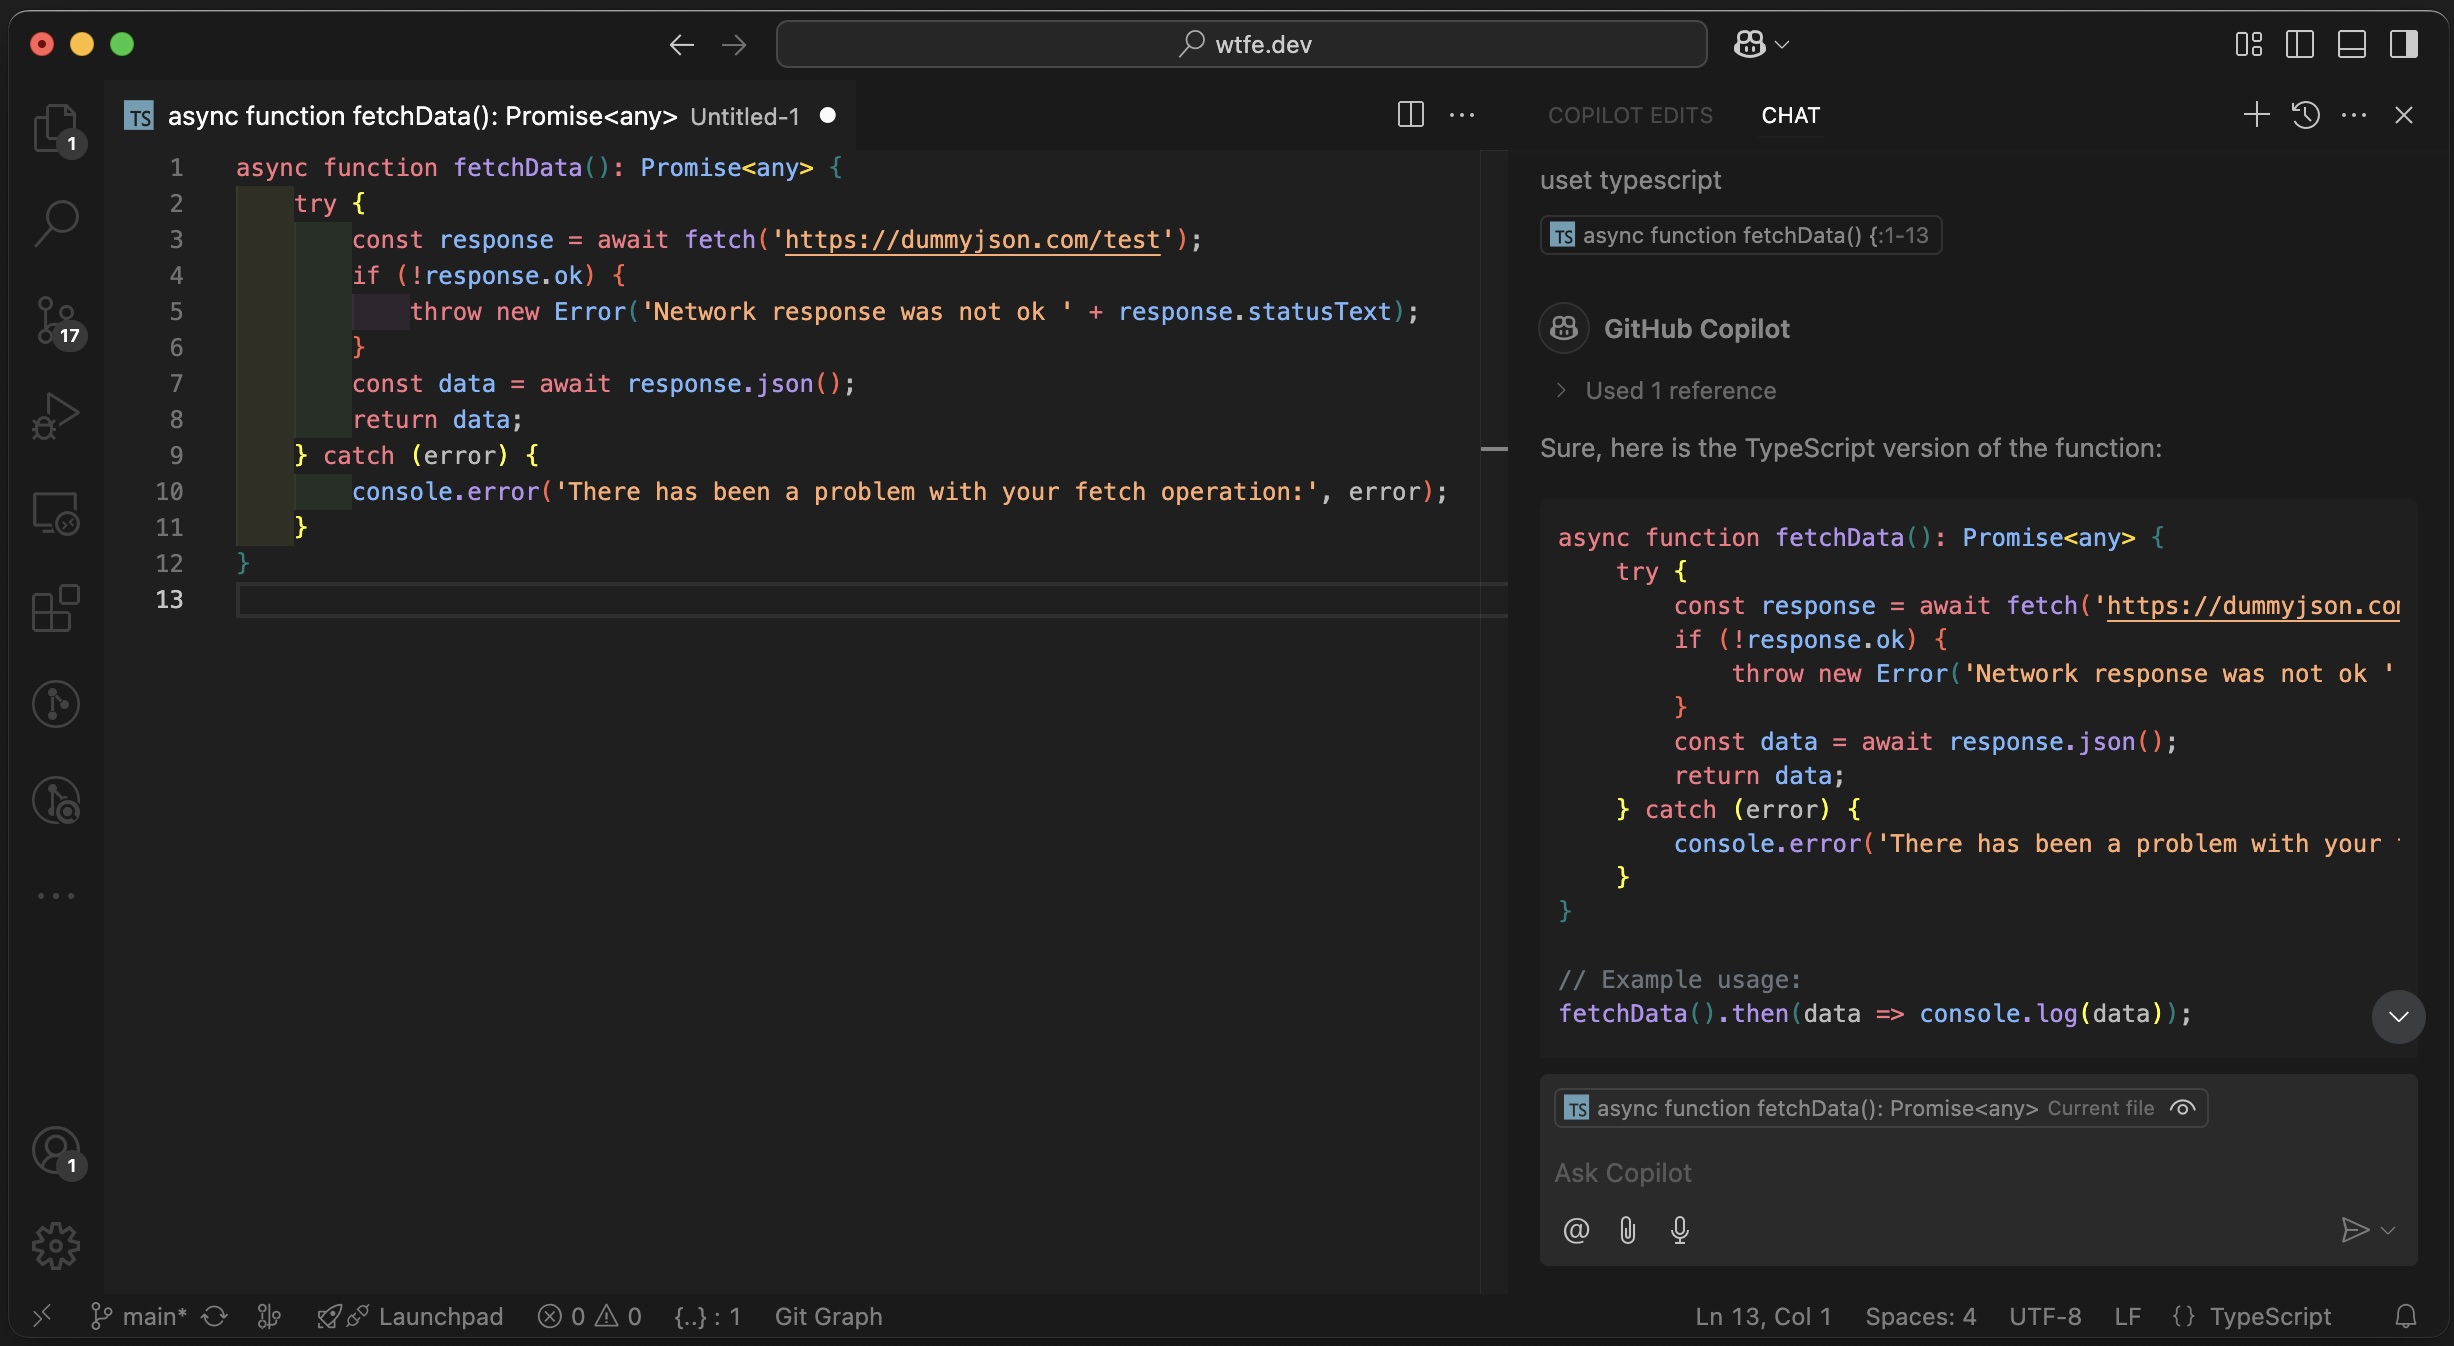 wtfe.dev
TS async function fetchData(): Promise<any> Untitled-1
1 async function fetchData(): Promise<any> {
2 try {
3 const response = await fetch('https://dummyjson.com/test');
4 if (!response.ok) {
5 throw new Error('Network response was not ok ' + response.statusText);
6 }
7 const data = await response.json();
8 return data;
9 } catch (error) {
10 console.error('There has been a problem with your fetch operation:', error);
11 }
12 }
13
1
17
1
COPILOT EDITS CHAT
uset typescript
TS async function fetchData() {:1-13
GitHub Copilot
Used 1 reference
Sure, here is the TypeScript version of the function:
async function fetchData(): Promise<any> {
try {
const response = await fetch('https://dummyjson.com
if (!response.ok) {
throw new Error('Network response was not ok '
}
const data = await response.json();
return data;
} catch (error) {
console.error('There has been a problem with your
}
}
// Example usage:
fetchData().then(data => console.log(data));
TS async function fetchData(): Promise<any> Current file
Ask Copilot
@
main* Launchpad 0 0 {..} : 1 Git Graph Ln 13, Col 1 Spaces: 4 UTF-8 LF {} TypeScript